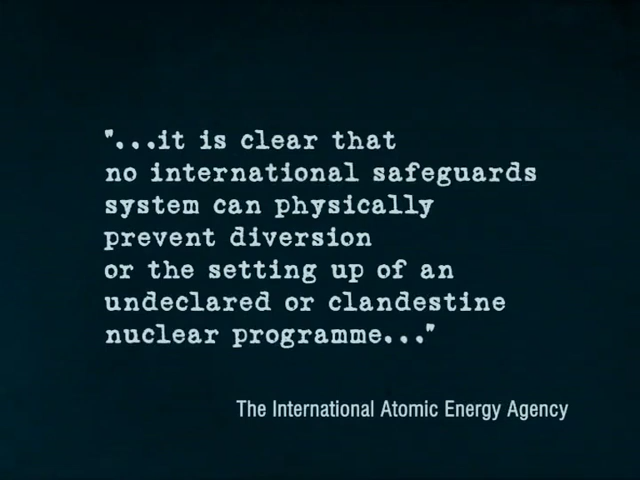 "...it is clear that
no international safeguards
system can physically
prevent diversion
or the setting up of an
undeclared or clandestine
nuclear programme..."
The International Atomic Energy Agency